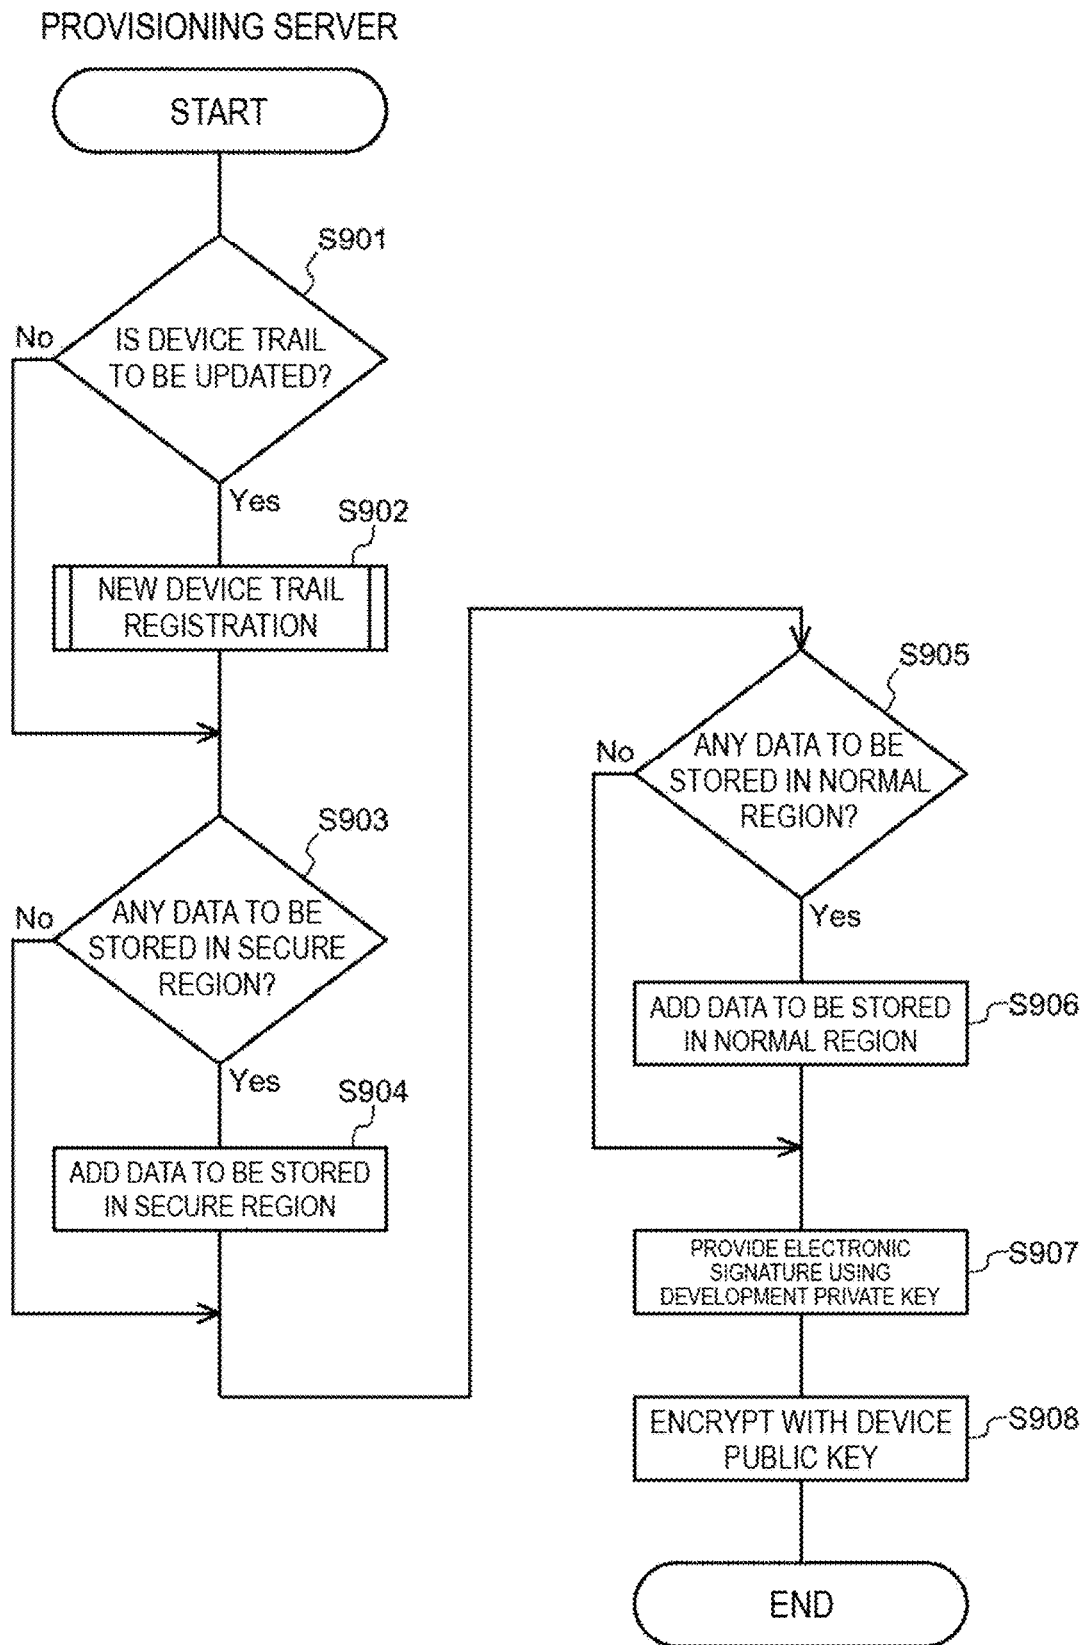 PROVISIONING SERVER
START
S901
No
IS DEVICE TRAIL
TO BE UPDATED?
Yes
S902
NEW DEVICE TRAIL
REGISTRATION
S903
No
ANY DATA TO BE
STORED IN SECURE
REGION?
Yes
S904
ADD DATA TO BE STORED
IN SECURE REGION
S905
No
ANY DATA TO BE
STORED IN NORMAL
REGION?
Yes
ADD DATA TO BE STORED
IN NORMAL REGION
S906
PROVIDE ELECTRONIC
SIGNATURE USING
DEVELOPMENT PRIVATE KEY
S907
ENCRYPT WITH DEVICE
PUBLIC KEY
S908
END